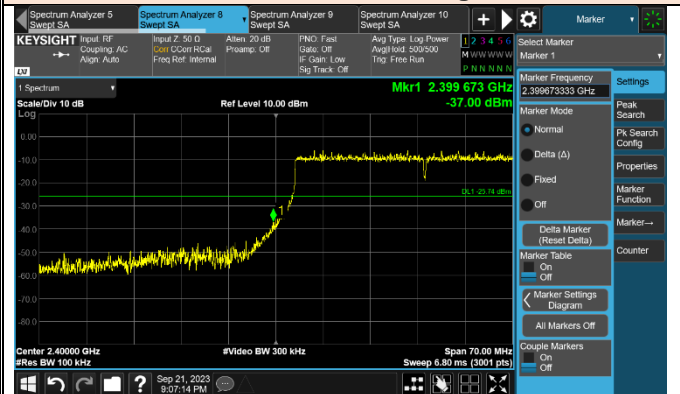 Spectrum Analyzer 5
Swept SA
Spectrum Analyzer 8
Swept SA
Spectrum Analyzer 9
Swept SA
Spectrum Analyzer 10
Swept SA
+
Marker
KEYSIGHT
Input: RF
Coupling: AC
Align: Auto
Input Z: 50 Ω
Corr CCorr RCal
Freq Ref: Internal
Atten: 20 dB
Preamp: Off
PNO: Fast
Gate: Off
IF Gain: Low
Sig Track: Off
Avg Type: Log-Power
Avg|Hold: 500/500
Trig: Free Run
1 2 3 4 5 6
M W W W W W
P N N N N N
LXI
Select Marker
Marker 1
1 Spectrum
Mkr1 2.399 673 GHz
-37.00 dBm
Scale/Div 10 dB
Ref Level 10.00 dBm
Log
0.00
-10.0
-20.0
-30.0
-40.0
-50.0
-60.0
-70.0
-80.0
DL1 -25.74 dBm
1
Center 2.40000 GHz
#Res BW 100 kHz
#Video BW 300 kHz
Span 70.00 MHz
Sweep 6.80 ms (3001 pts)
Marker Frequency
2.399673333 GHz
Marker Mode
Normal
Delta (Δ)
Fixed
Off
Delta Marker
(Reset Delta)
Marker Table
On
Off
Marker Settings
Diagram
All Markers Off
Couple Markers
On
Off
Settings
Peak
Search
Pk Search
Config
Properties
Marker
Function
Marker→
Counter
?
Sep 21, 2023
9:07:14 PM